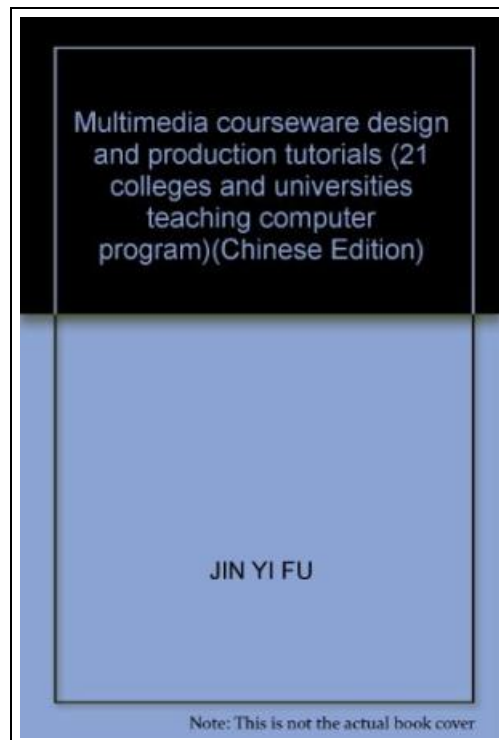 Multimedia courseware design
and production tutorials (21
colleges and universities
teaching computer
program)(Chinese Edition)
JIN YI FU
Note: This is not the actual book cover